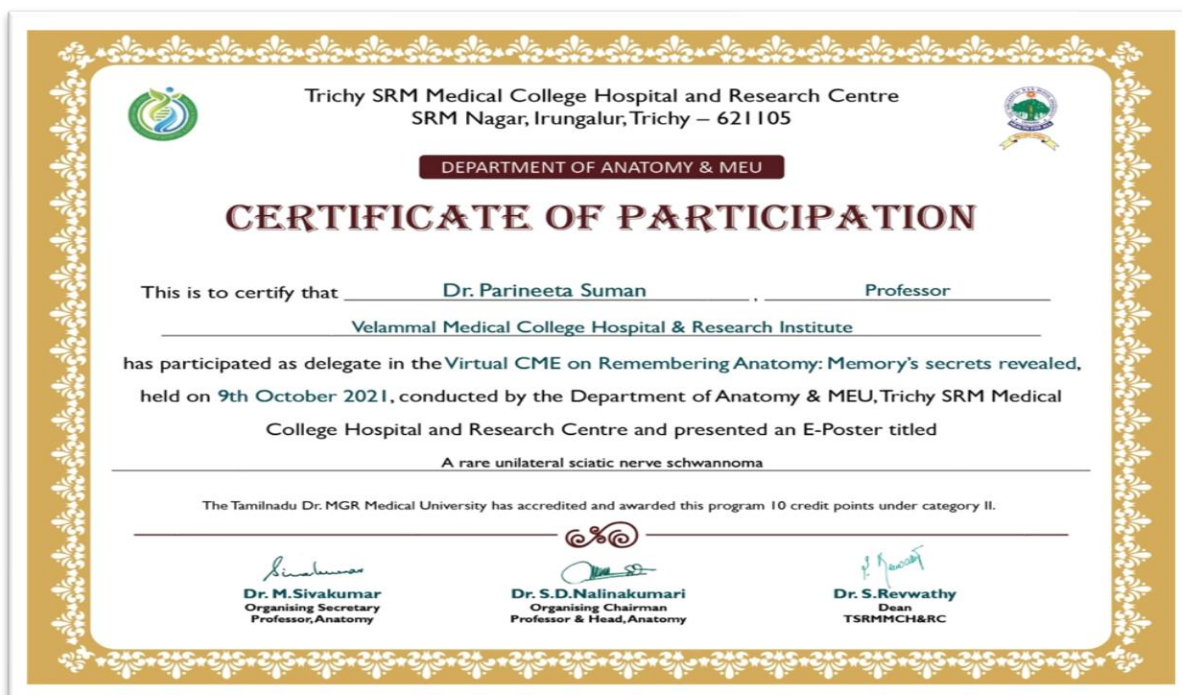 Trichy SRM Medical College Hospital and Research Centre
SRM Nagar, Irungalur, Trichy – 621105
DEPARTMENT OF ANATOMY & MEU
CERTIFICATE OF PARTICIPATION
This is to certify that Dr. Parineeta Suman , Professor
Velammal Medical College Hospital & Research Institute
has participated as delegate in the Virtual CME on Remembering Anatomy: Memory's secrets revealed,
held on 9th October 2021, conducted by the Department of Anatomy & MEU, Trichy SRM Medical
College Hospital and Research Centre and presented an E-Poster titled
A rare unilateral sciatic nerve schwannoma
The Tamilnadu Dr. MGR Medical University has accredited and awarded this program 10 credit points under category II.
Dr. M.Sivakumar
Organising Secretary
Professor, Anatomy
Dr. S.D.Nalinakumari
Organising Chairman
Professor & Head, Anatomy
Dr. S.Revwathy
Dean
TSRMMCH&RC